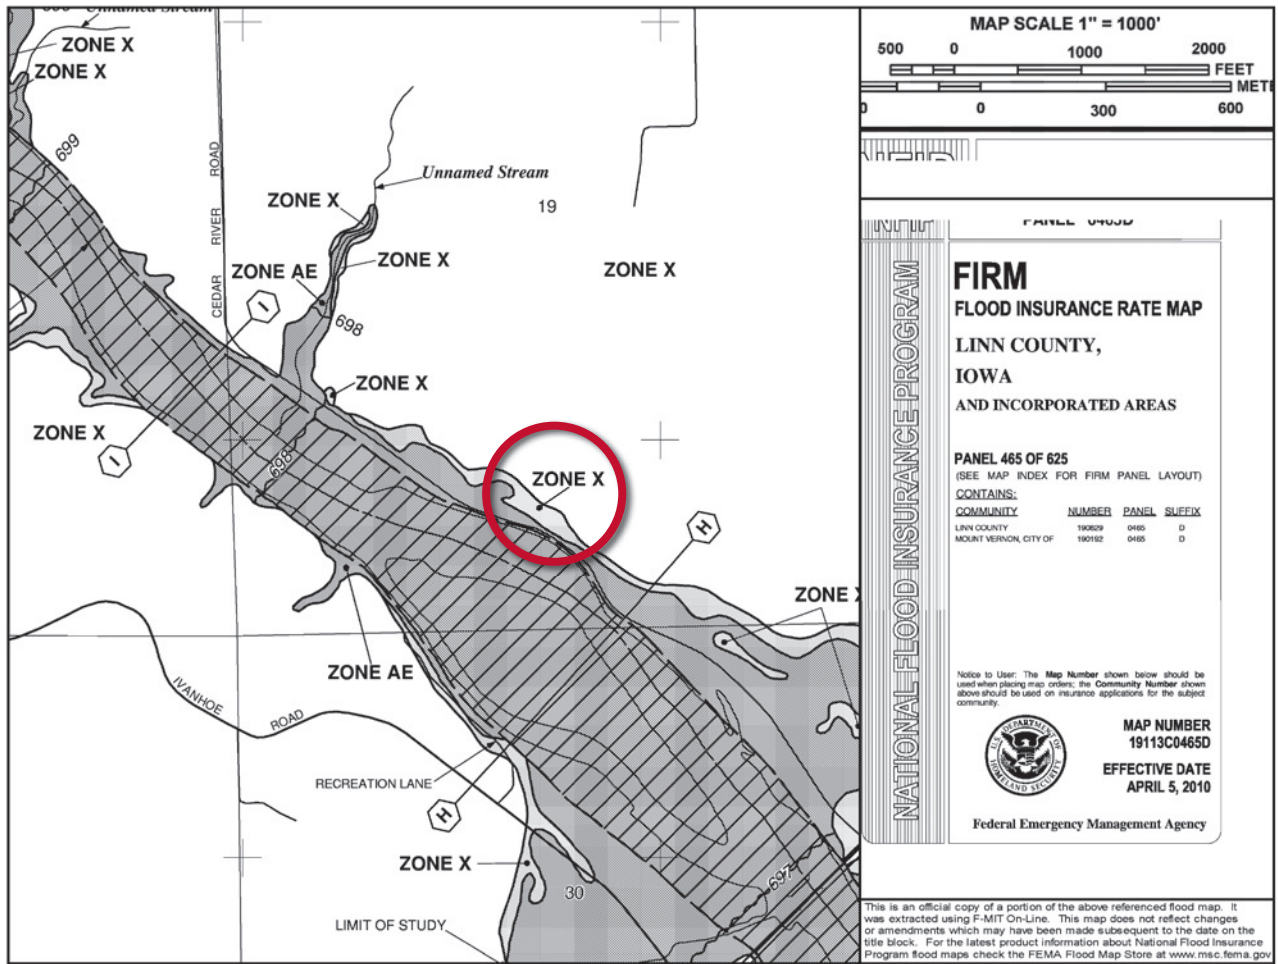 Unnamed Stream
ZONE X
ZONE X
699
CEDAR RIVER ROAD
Unnamed Stream
ZONE X
19
ZONE X
ZONE X
ZONE AE
I
698
ZONE X
ZONE X
I
698
ZONE X
H
ZONE
ZONE AE
IVANHOE ROAD
RECREATION LANE
H
ZONE X
30
697
LIMIT OF STUDY
MAP SCALE 1" = 1000'
500 0 1000 2000
FEET
METE
0 0 300 600
NFIP
NFIP
PANEL 0465D
NATIONAL FLOOD INSURANCE PROGRAM
FIRM
FLOOD INSURANCE RATE MAP
LINN COUNTY,
IOWA
AND INCORPORATED AREAS
PANEL 465 OF 625
(SEE MAP INDEX FOR FIRM PANEL LAYOUT)
CONTAINS:
COMMUNITY NUMBER PANEL SUFFIX
LINN COUNTY 190829 0465 D
MOUNT VERNON, CITY OF 190192 0465 D
Notice to User: The Map Number shown below should be
used when placing map orders; the Community Number shown
above should be used on insurance applications for the subject
community.
U.S. DEPARTMENT OF HOMELAND SECURITY
MAP NUMBER
19113C0465D
EFFECTIVE DATE
APRIL 5, 2010
Federal Emergency Management Agency
This is an official copy of a portion of the above referenced flood map. It
was extracted using F-MIT On-Line. This map does not reflect changes
or amendments which may have been made subsequent to the date on the
title block. For the latest product information about National Flood Insurance
Program flood maps check the FEMA Flood Map Store at www.msc.fema.gov